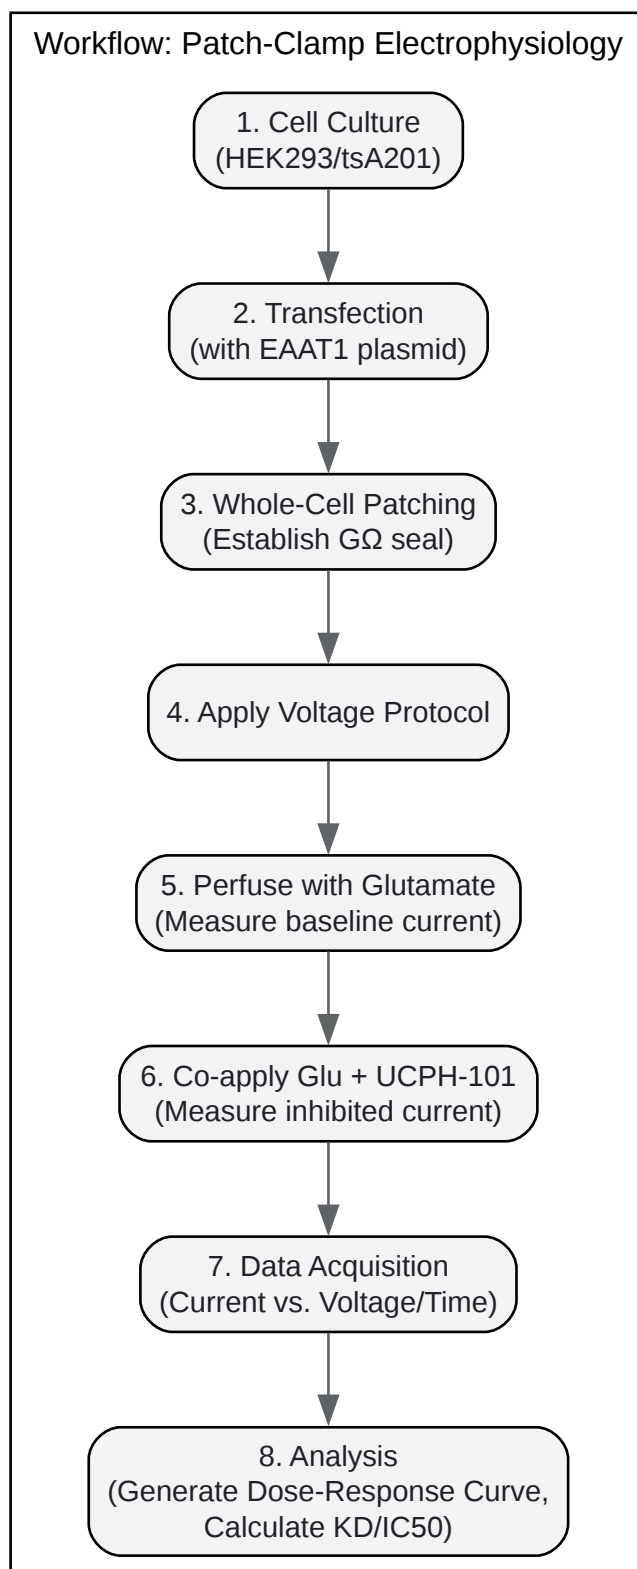 Workflow: Patch-Clamp Electrophysiology
1. Cell Culture
(HEK293/tsA201)
2. Transfection
(with EAAT1 plasmid)
3. Whole-Cell Patching
(Establish GΩ seal)
4. Apply Voltage Protocol
5. Perfuse with Glutamate
(Measure baseline current)
6. Co-apply Glu + UCPH-101
(Measure inhibited current)
7. Data Acquisition
(Current vs. Voltage/Time)
8. Analysis
(Generate Dose-Response Curve,
Calculate KD/IC50)